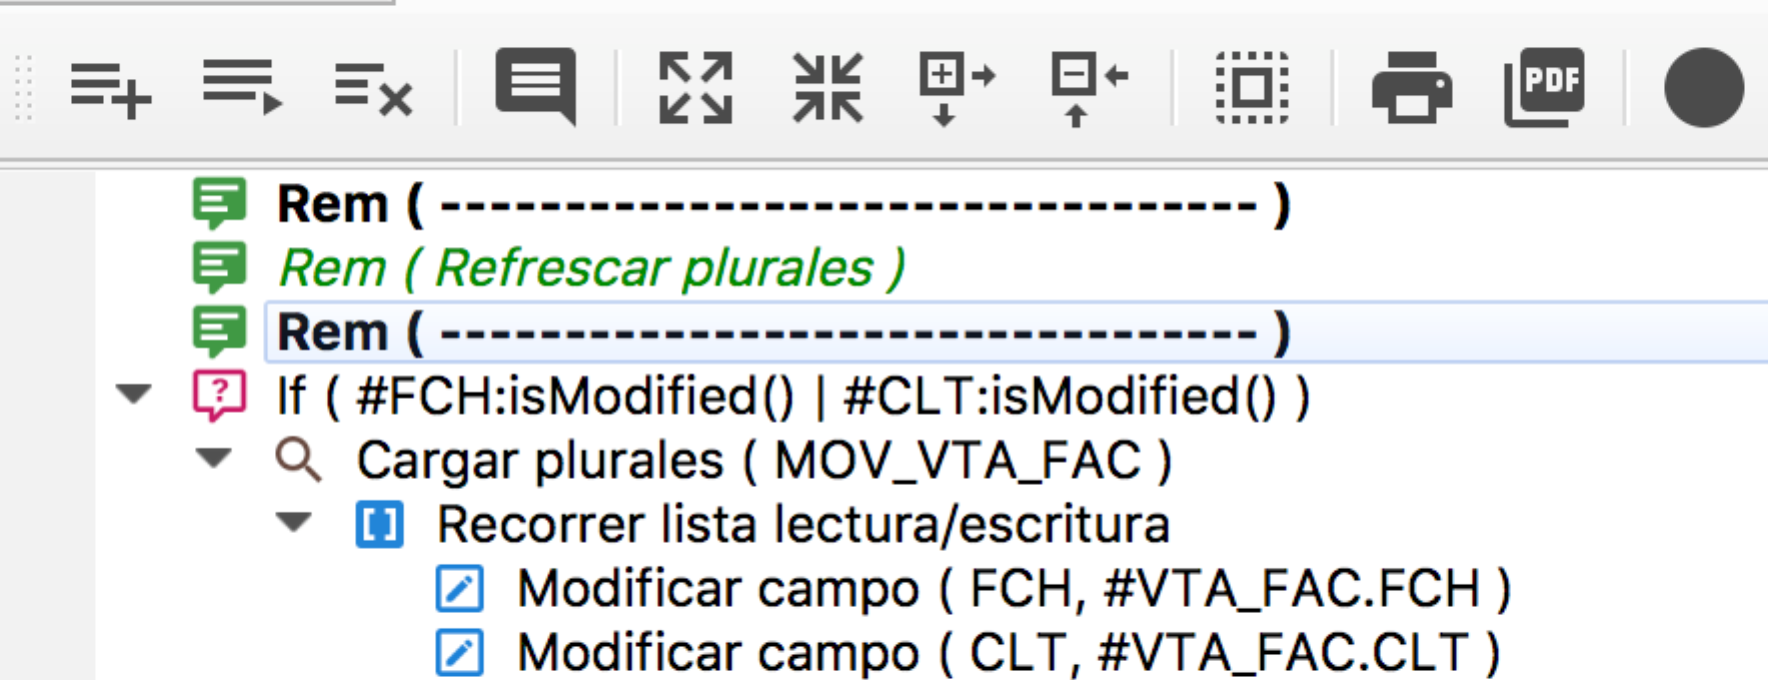 PDF
Rem ( --------------------------------- )
Rem ( Refrescar plurales )
Rem ( --------------------------------- )
If ( #FCH:isModified() | #CLT:isModified() )
Cargar plurales ( MOV_VTA_FAC )
Recorrer lista lectura/escritura
Modificar campo ( FCH, #VTA_FAC.FCH )
Modificar campo ( CLT, #VTA_FAC.CLT )